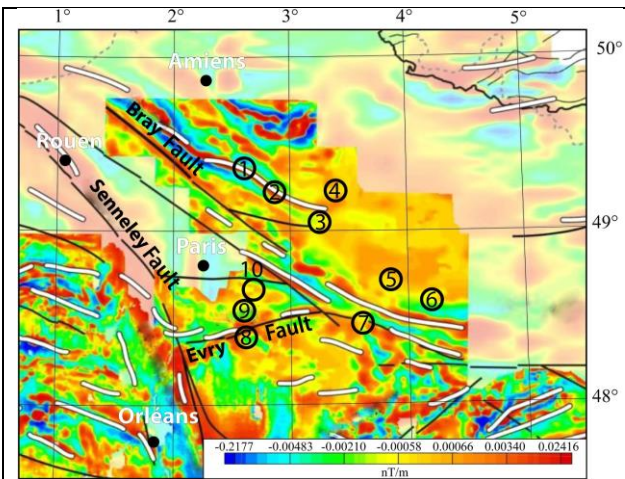 1° 2° 3° 4° 5°
50°
Amiens
Bray Fault
Rouen
1
2
4
3
49°
Senneley Fault
Paris
10
5
6
9
7
8
Evry Fault
48°
Orléans
-0.2177 -0.00483 -0.00210 -0.00058 0.00066 0.00340 0.02416
nT/m